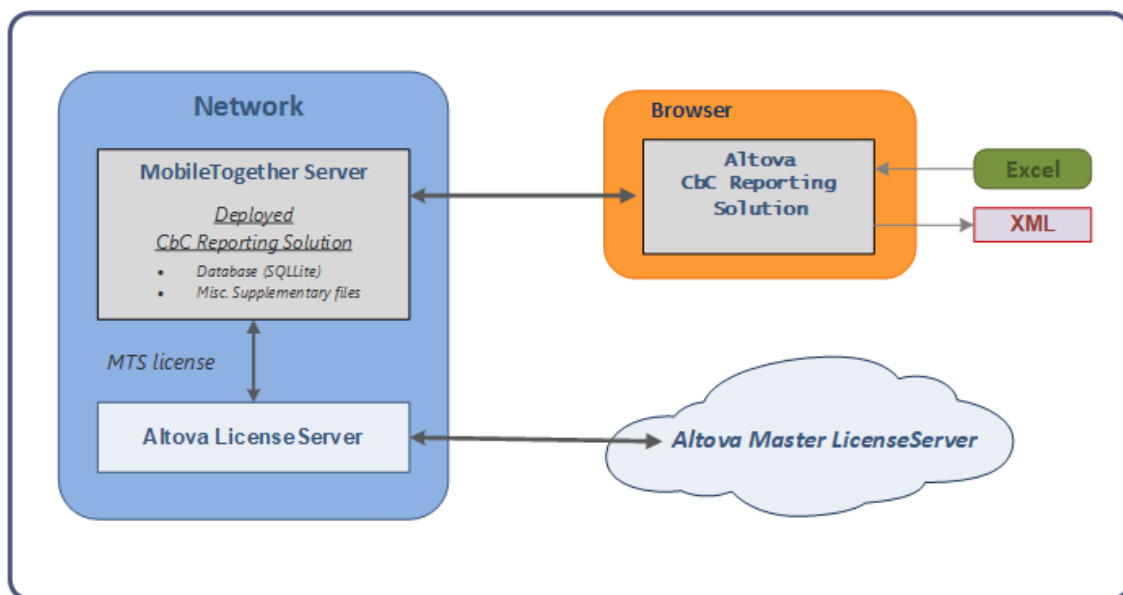 Network
MobileTogether Server
Deployed
CbC Reporting Solution
• Database (SQLLite)
• Misc. Supplementary files
MTS license
Altova LicenseServer
Browser
Altova
CbC Reporting
Solution
Excel
XML
Altova Master LicenseServer